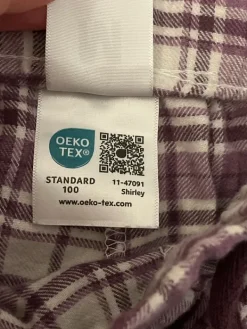 OEKO
TEX®
STANDARD
100
11-47091
Shirley
www.oeko-tex.com